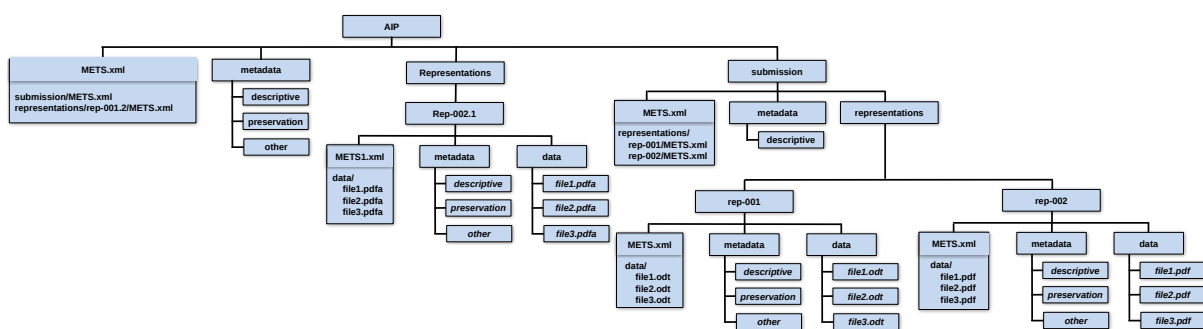 AIP
METS.xml
submission/METS.xml
representations/rep-001.2/METS.xml
metadata
descriptive
preservation
other
Representations
Rep-002.1
METS1.xml
data/
file1.pdfa
file2.pdfa
file3.pdfa
metadata
descriptive
preservation
other
data
file1.pdfa
file2.pdfa
file3.pdfa
submission
METS.xml
representations/
rep-001/METS.xml
rep-002/METS.xml
metadata
descriptive
representations
rep-001
METS.xml
data/
file1.odt
file2.odt
file3.odt
metadata
descriptive
preservation
other
data
file1.odt
file2.odt
file3.odt
rep-002
METS.xml
data/
file1.pdf
file2.pdf
file3.pdf
metadata
descriptive
preservation
other
data
file1.pdf
file2.pdf
file3.pdf